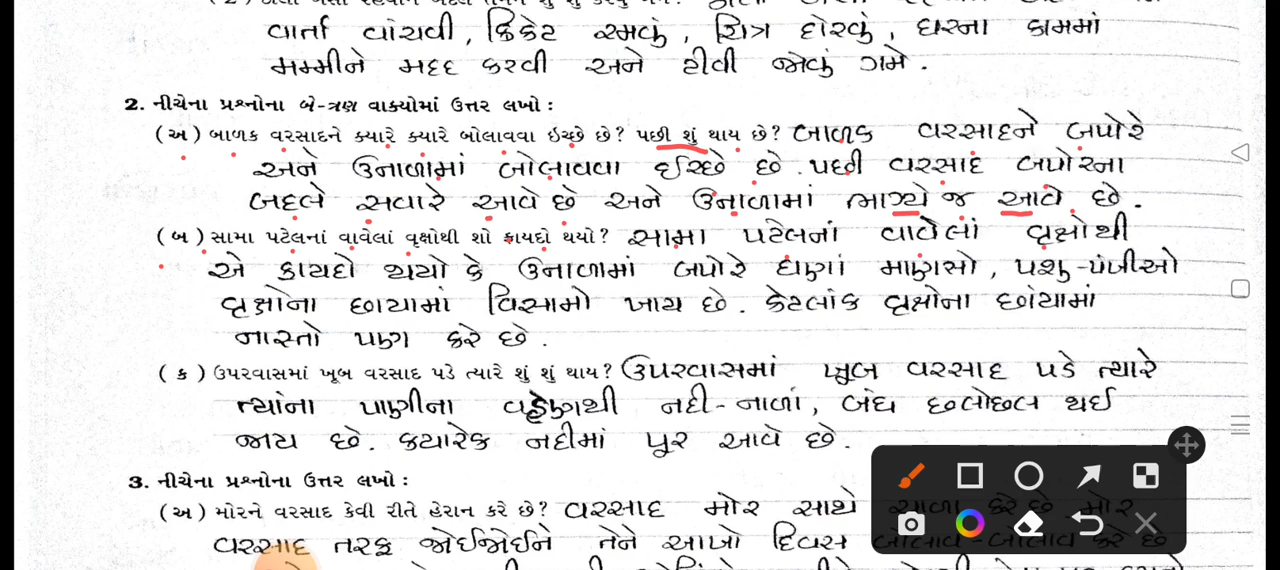 વાર્તા વાંચવી, ક્રિકેટ રમવું, ચિત્ર દોરવું, ઘરના કામમાં
મમ્મીને મદદ કરવી અને ટીવી જોવું ગમે.
2. નીચેના પ્રશ્નોના બે-ત્રણ વાક્યોમાં ઉત્તર લખો :
(અ) બાળક વરસાદને ક્યારે ક્યારે બોલાવવા ઇચ્છે છે? પછી શું થાય છે? બાળક વરસાદને બપોરે
અને ઉનાળામાં બોલાવવા ઈચ્છે છે. પછી વરસાદ બપોરના
બદલે સવારે આવે છે અને ઉનાળામાં ભાગ્યે જ આવે છે.
(બ) સામા પટેલનાં વાવેલાં વૃક્ષોથી શો ફાયદો થયો? સામા પટેલનાં વાવેલાં વૃક્ષોથી
એ ફાયદો થયો કે ઉનાળામાં બપોરે ઘણાં માણસો, પશુ-પંખીઓ
વૃક્ષોના છાયામાં વિસામો ખાય છે. કેટલાંક વૃક્ષોના છાંયામાં
નાસ્તો પણ કરે છે.
(ક) ઉપરવાસમાં ખૂબ વરસાદ પડે ત્યારે શું શું થાય? ઉપરવાસમાં ખુબ વરસાદ પડે ત્યારે
ત્યાંના પાણીના વહેણથી નદી-નાળાં, બંધ છલોછલ થઈ
જાય છે. ક્યારેક નદીમાં પૂર આવે છે.
3. નીચેના પ્રશ્નોના ઉત્તર લખો :
(અ) મોરને વરસાદ કેવી રીતે હેરાન કરે છે? વરસાદ મોર સાથે ચાળા કરે છે મોર
વરસાદ તરફ જોઈજોઈને તેને આખો દિવસ બોલાવ-બોલાવ કરે છે